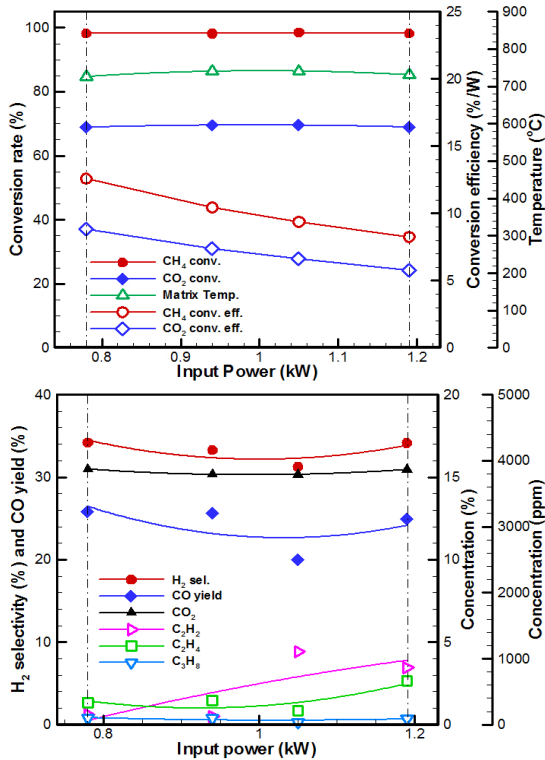 100
80
60
40
20
0
Conversion rate (%)
25
20
15
10
5
0
Conversion efficiency (%/W)
900
800
700
600
500
400
300
200
100
0
Temperature (°C)
CH₄ conv.
CO₂ conv.
Matrix Temp.
CH₄ conv. eff.
CO₂ conv. eff.
0.8 0.9 1 1.1 1.2
Input Power (kW)
40
30
20
10
0
H₂ selectivity (%) and CO yield (%)
20
15
10
5
0
Concentration (%)
5000
4000
3000
2000
1000
0
Concentration (ppm)
H₂ sel.
CO yield
CO₂
C₂H₂
C₂H₄
C₃H₈
0.8 0.9 1 1.1 1.2
Input power (kW)